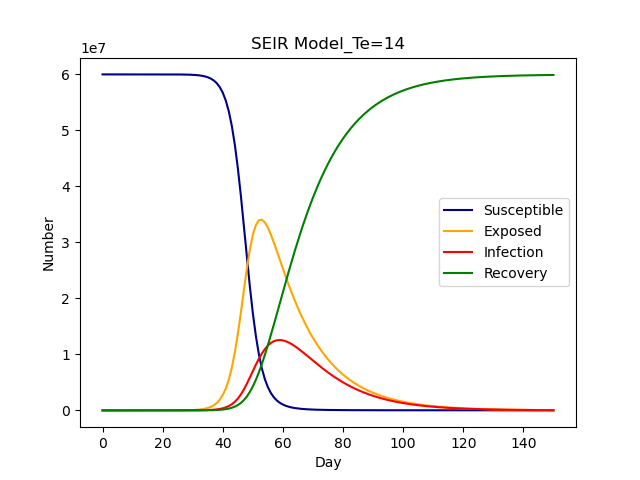 SEIR Model_Te=14
1e7
6
5
4
3
2
1
0
Number
Susceptible
Exposed
Infection
Recovery
0 20 40 60 80 100 120 140
Day